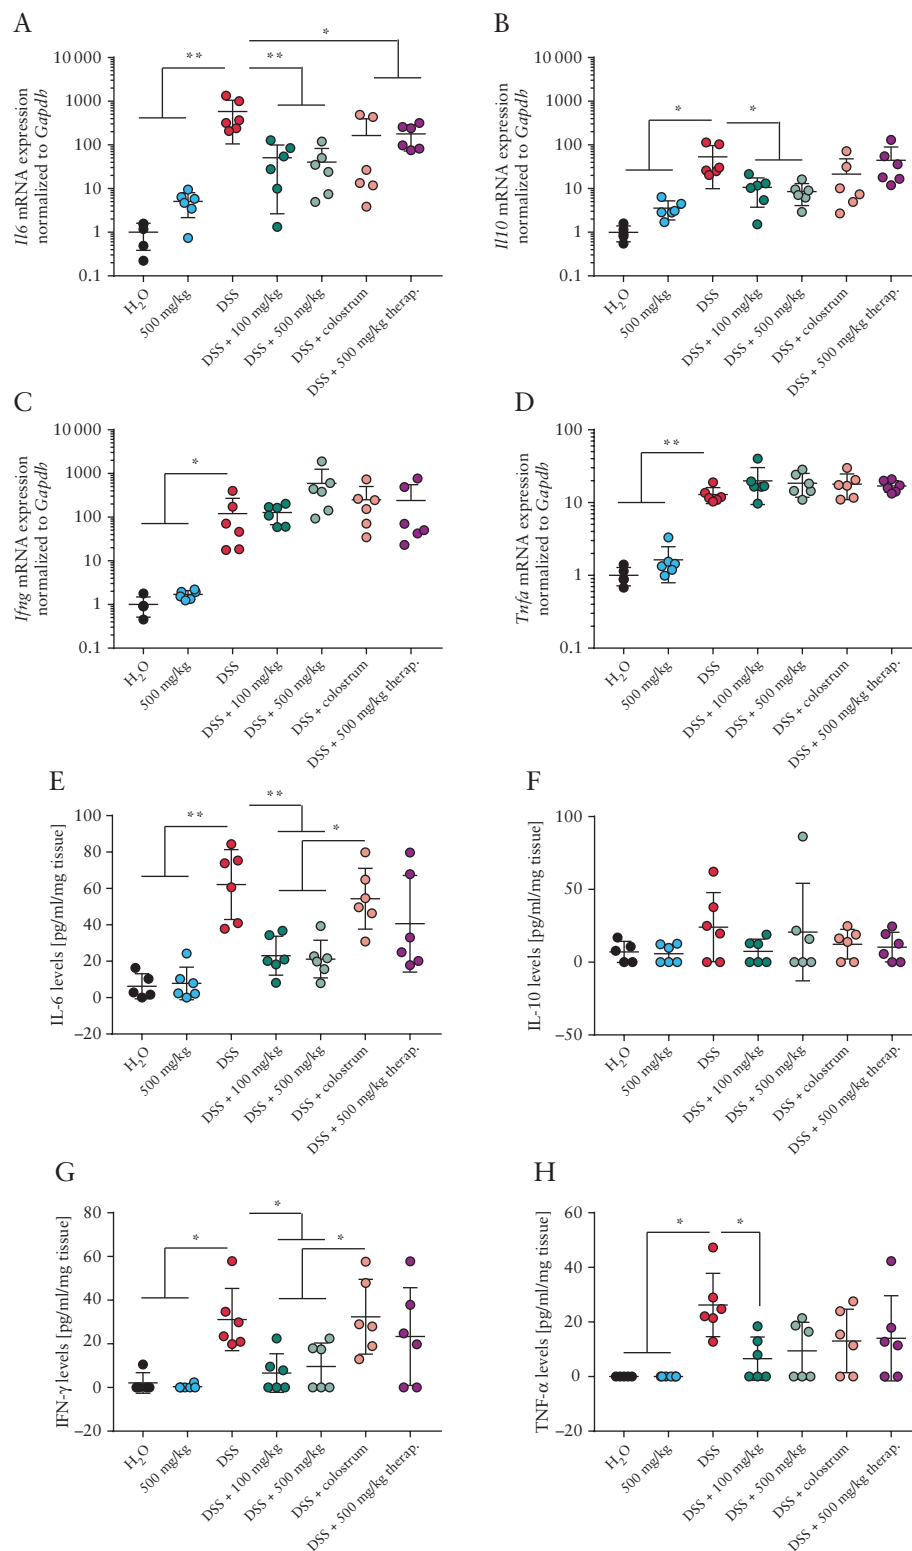 A
Il6 mRNA expression
normalized to Gapdh
10 000
1000
100
10
1
0.1
**
**
*
H2O
500 mg/kg
DSS
DSS + 100 mg/kg
DSS + 500 mg/kg
DSS + colostrum
DSS + 500 mg/kg therap.
B
Il10 mRNA expression
normalized to Gapdh
10 000
1000
100
10
1
0.1
*
*
H2O
500 mg/kg
DSS
DSS + 100 mg/kg
DSS + 500 mg/kg
DSS + colostrum
DSS + 500 mg/kg therap.
C
Ifng mRNA expression
normalized to Gapdh
10 000
1000
100
10
1
0.1
*
H2O
500 mg/kg
DSS
DSS + 100 mg/kg
DSS + 500 mg/kg
DSS + colostrum
DSS + 500 mg/kg therap.
D
Tnfa mRNA expression
normalized to Gapdh
100
10
1
0.1
**
H2O
500 mg/kg
DSS
DSS + 100 mg/kg
DSS + 500 mg/kg
DSS + colostrum
DSS + 500 mg/kg therap.
E
IL-6 levels [pg/ml/mg tissue]
100
80
60
40
20
0
–20
**
**
*
H2O
500 mg/kg
DSS
DSS + 100 mg/kg
DSS + 500 mg/kg
DSS + colostrum
DSS + 500 mg/kg therap.
F
IL-10 levels [pg/ml/mg tissue]
100
50
0
–50
H2O
500 mg/kg
DSS
DSS + 100 mg/kg
DSS + 500 mg/kg
DSS + colostrum
DSS + 500 mg/kg therap.
G
IFN-γ levels [pg/ml/mg tissue]
80
60
40
20
0
–20
*
*
*
H2O
500 mg/kg
DSS
DSS + 100 mg/kg
DSS + 500 mg/kg
DSS + colostrum
DSS + 500 mg/kg therap.
H
TNF-α levels [pg/ml/mg tissue]
60
40
20
0
–20
*
*
H2O
500 mg/kg
DSS
DSS + 100 mg/kg
DSS + 500 mg/kg
DSS + colostrum
DSS + 500 mg/kg therap.